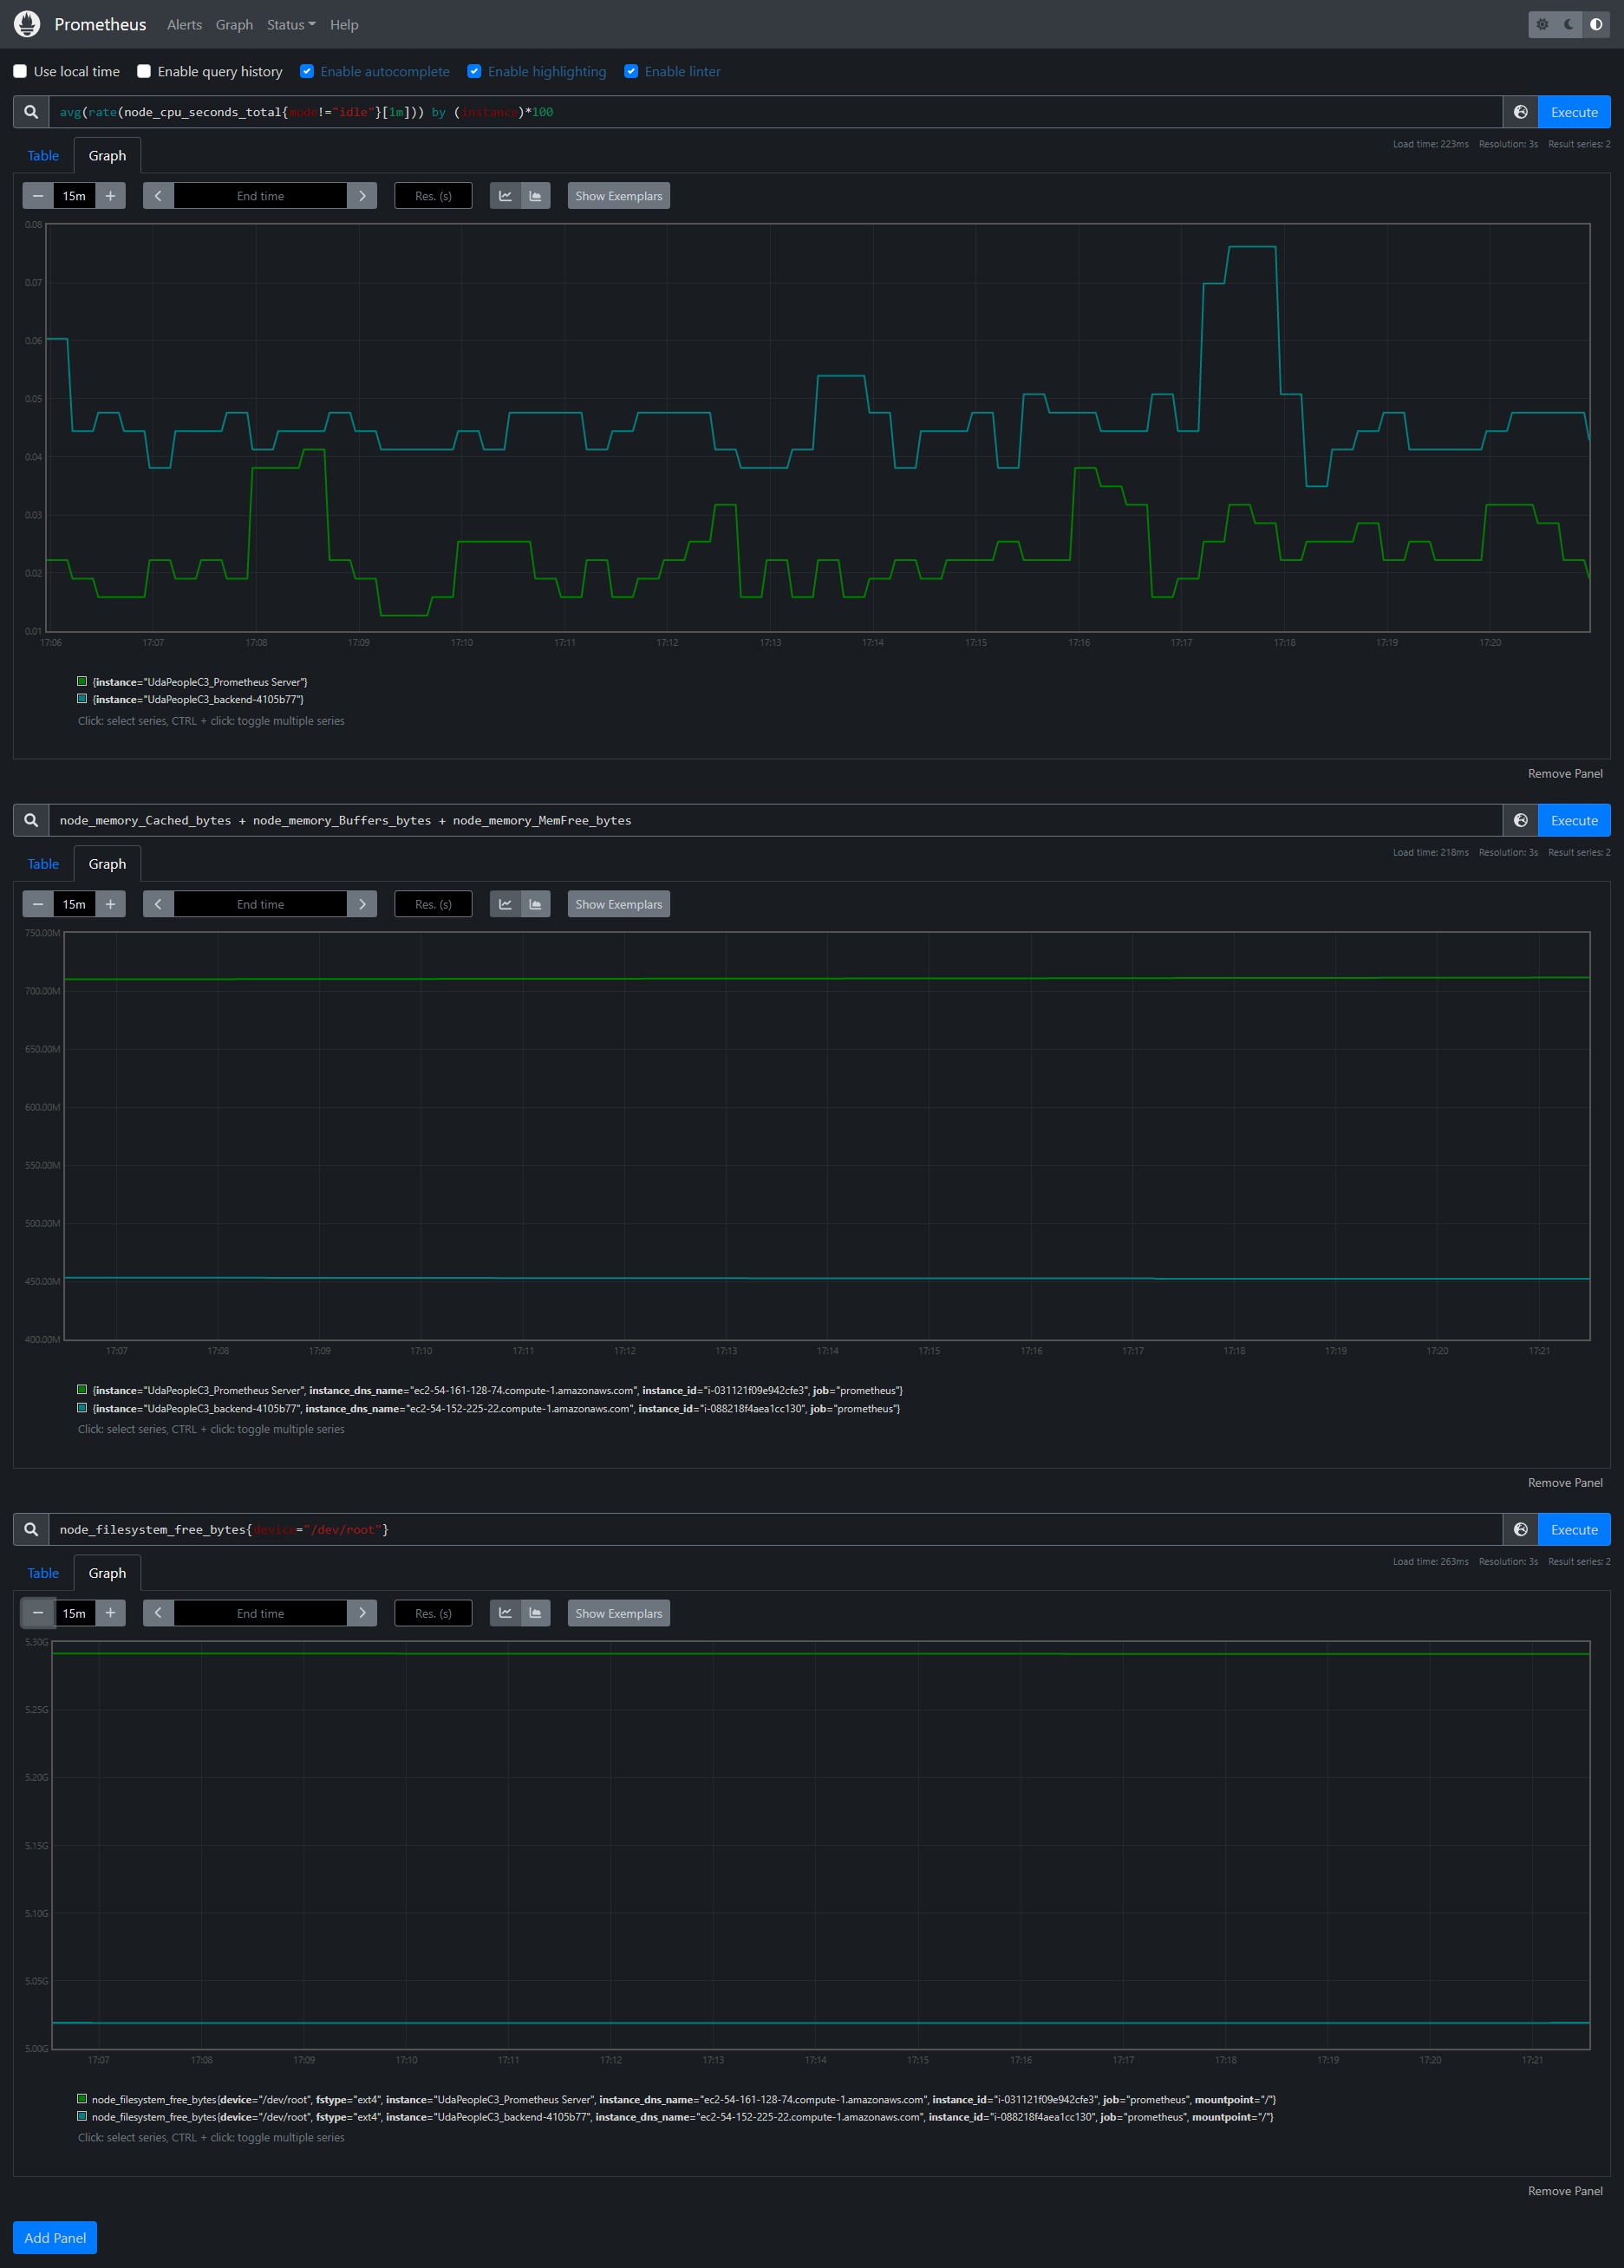 Prometheus Alerts Graph Status Help
Use local time Enable query history Enable autocomplete Enable highlighting Enable linter
avg(rate(node_cpu_seconds_total{mode!="idle"}[1m])) by (instance)*100 Execute
Table Graph Load time: 223ms Resolution: 3s Result series: 2
15m End time Res. (s) Show Exemplars
0.08
0.07
0.06
0.05
0.04
0.03
0.02
0.01
17:06 17:07 17:08 17:09 17:10 17:11 17:12 17:13 17:14 17:15 17:16 17:17 17:18 17:19 17:20
{instance="UdaPeopleC3_Prometheus Server"}
{instance="UdaPeopleC3_backend-4105b77"}
Click: select series, CTRL + click: toggle multiple series
Remove Panel
node_memory_Cached_bytes + node_memory_Buffers_bytes + node_memory_MemFree_bytes Execute
Table Graph Load time: 218ms Resolution: 3s Result series: 2
15m End time Res. (s) Show Exemplars
750.00M
700.00M
650.00M
600.00M
550.00M
500.00M
450.00M
400.00M
17:07 17:08 17:09 17:10 17:11 17:12 17:13 17:14 17:15 17:16 17:17 17:18 17:19 17:20 17:21
{instance="UdaPeopleC3_Prometheus Server", instance_dns_name="ec2-54-161-128-74.compute-1.amazonaws.com", instance_id="i-031121f09e942cfe3", job="prometheus"}
{instance="UdaPeopleC3_backend-4105b77", instance_dns_name="ec2-54-152-225-22.compute-1.amazonaws.com", instance_id="i-088218f4aea1cc130", job="prometheus"}
Click: select series, CTRL + click: toggle multiple series
Remove Panel
node_filesystem_free_bytes{device="/dev/root"} Execute
Table Graph Load time: 263ms Resolution: 3s Result series: 2
15m End time Res. (s) Show Exemplars
5.30G
5.25G
5.20G
5.15G
5.10G
5.05G
5.00G
17:07 17:08 17:09 17:10 17:11 17:12 17:13 17:14 17:15 17:16 17:17 17:18 17:19 17:20 17:21
node_filesystem_free_bytes{device="/dev/root", fstype="ext4", instance="UdaPeopleC3_Prometheus Server", instance_dns_name="ec2-54-161-128-74.compute-1.amazonaws.com", instance_id="i-031121f09e942cfe3", job="prometheus", mountpoint="/"}
node_filesystem_free_bytes{device="/dev/root", fstype="ext4", instance="UdaPeopleC3_backend-4105b77", instance_dns_name="ec2-54-152-225-22.compute-1.amazonaws.com", instance_id="i-088218f4aea1cc130", job="prometheus", mountpoint="/"}
Click: select series, CTRL + click: toggle multiple series
Remove Panel
Add Panel